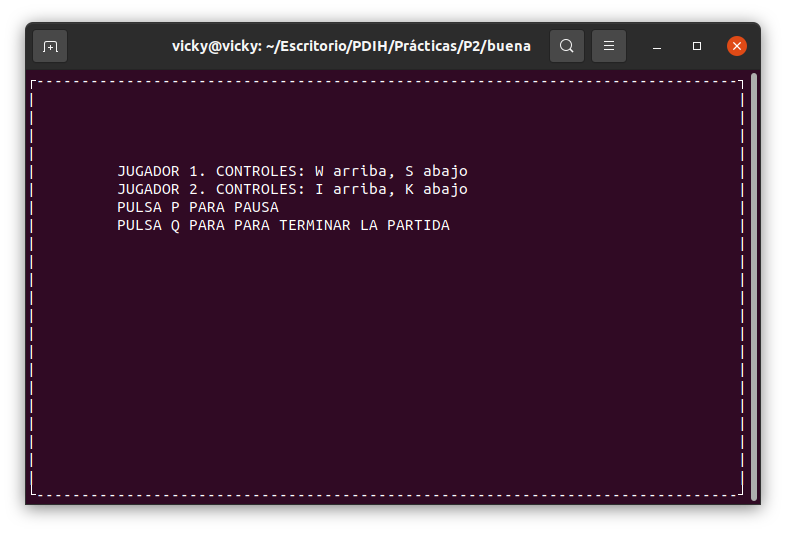 vicky@vicky: ~/Escritorio/PDIH/Prácticas/P2/buena
JUGADOR 1. CONTROLES: W arriba, S abajo
JUGADOR 2. CONTROLES: I arriba, K abajo
PULSA P PARA PAUSA
PULSA Q PARA PARA TERMINAR LA PARTIDA